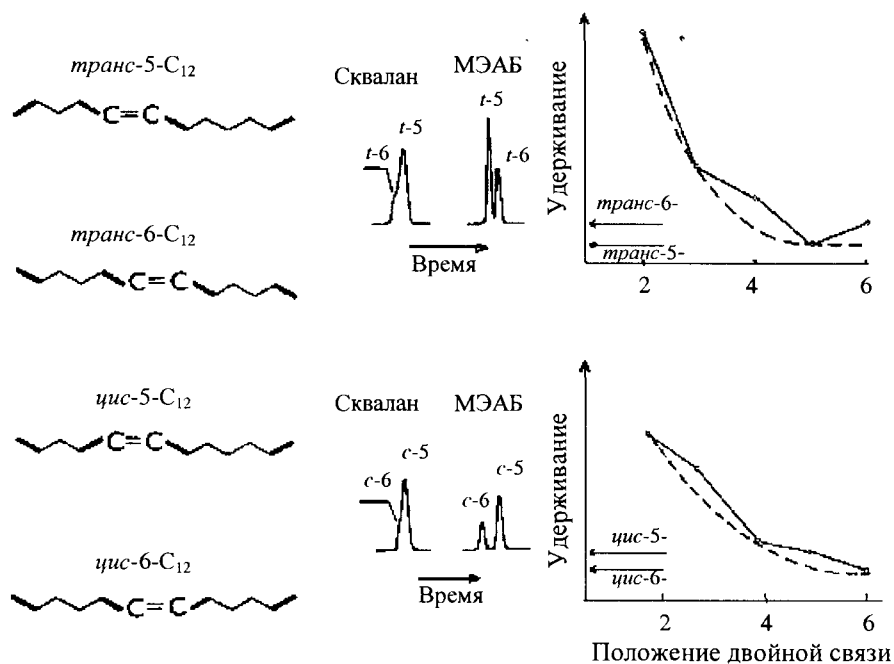 транс-5-C₁₂
C=C
транс-6-C₁₂
C=C
Сквалан МЭАБ
t-5
t-6
t-5
t-6
Время
Удерживание
транс-6-
транс-5-
2 4 6
цис-5-C₁₂
C=C
цис-6-C₁₂
C=C
Сквалан МЭАБ
c-5
c-6
c-5
c-6
Время
Удерживание
цис-5-
цис-6-
2 4 6
Положение двойной связи